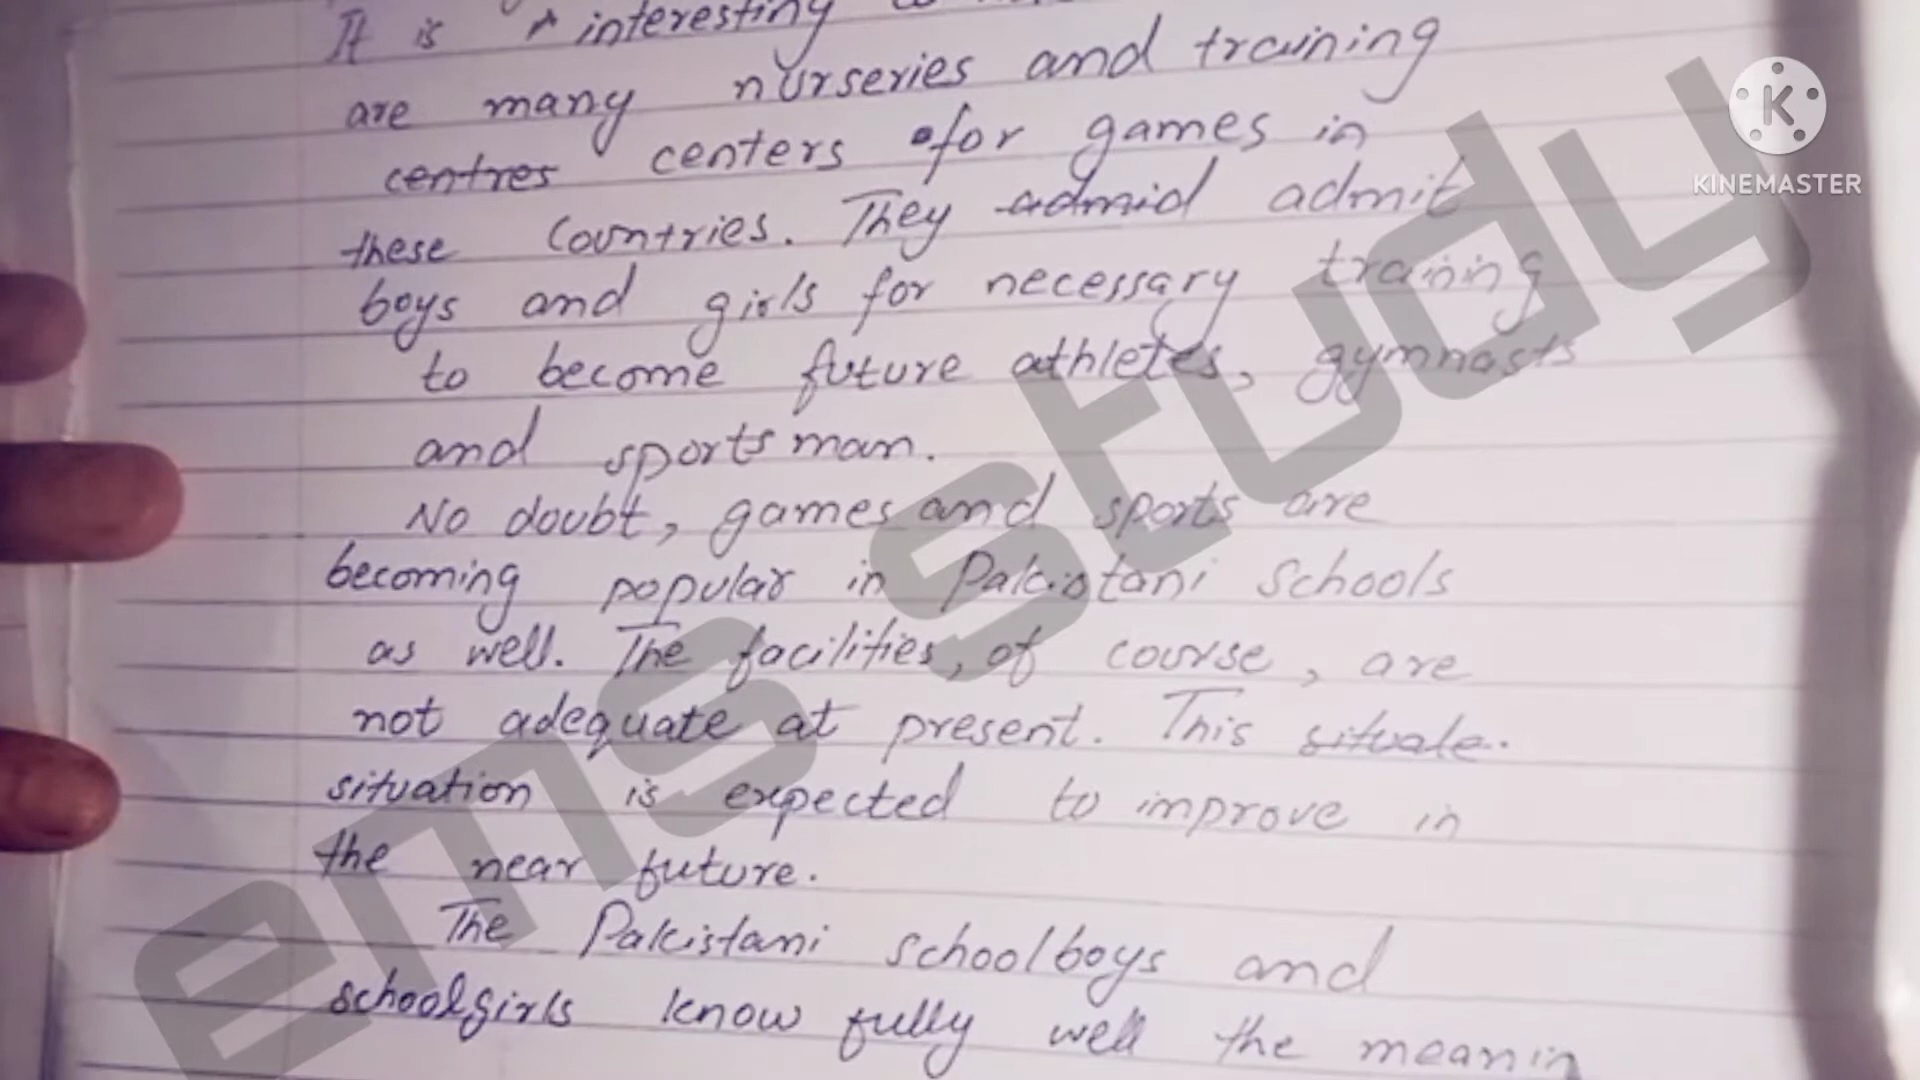 It is interesting
are many nurseries and training
centres centers for games in
these Countries. They admid admit
boys and girls for necessary training
to become future athletes, gymnasts
and sportsman.
No doubt, games and sports are
becoming popular in Pakistani schools
as well. The facilities, of course, are
not adequate at present. This situate.
situation is expected to improve in
the near future.
The Pakistani schoolboys and
schoolgirls know fully well the meanin
K
KINEMASTER
ems study